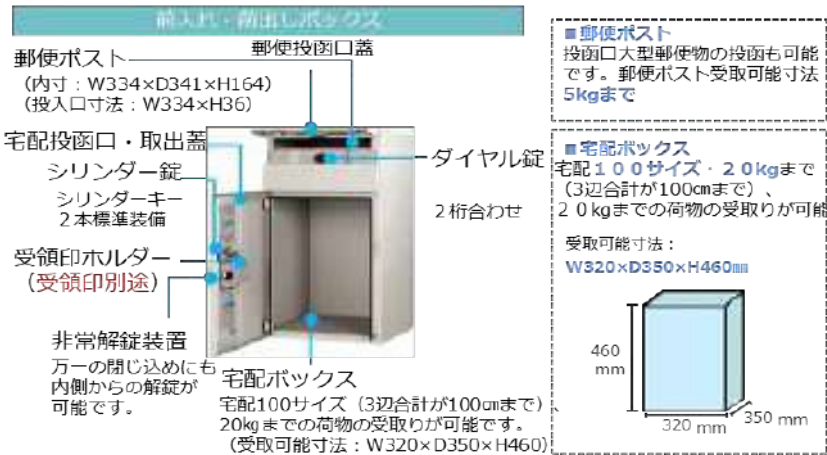 前入れ・前出しボックス
郵便ポスト
(内寸：W334×D341×H164)
(投入口寸法：W334×H36)
郵便投函口蓋
宅配投函口・取出蓋
シリンダー錠
シリンダーキー
2本標準装備
受領印ホルダー
(受領印別途)
非常解錠装置
万一の閉じ込めにも
内側からの解錠が
可能です。
ダイヤル錠
2桁合わせ
宅配ボックス
宅配100サイズ（3辺合計が100cmまで）、
20kgまでの荷物の受取りが可能です。
（受取可能寸法：W320×D350×H460）
■郵便ポスト
投函口大型郵便物の投函も可能
です。郵便ポスト受取可能寸法
5kgまで
■宅配ボックス
宅配１００サイズ・２０kgまで
（3辺合計が100cmまで）、
２０kgまでの荷物の受取りが可能
受取可能寸法：
W320×D350×H460㎜
460
mm
320 mm
350 mm